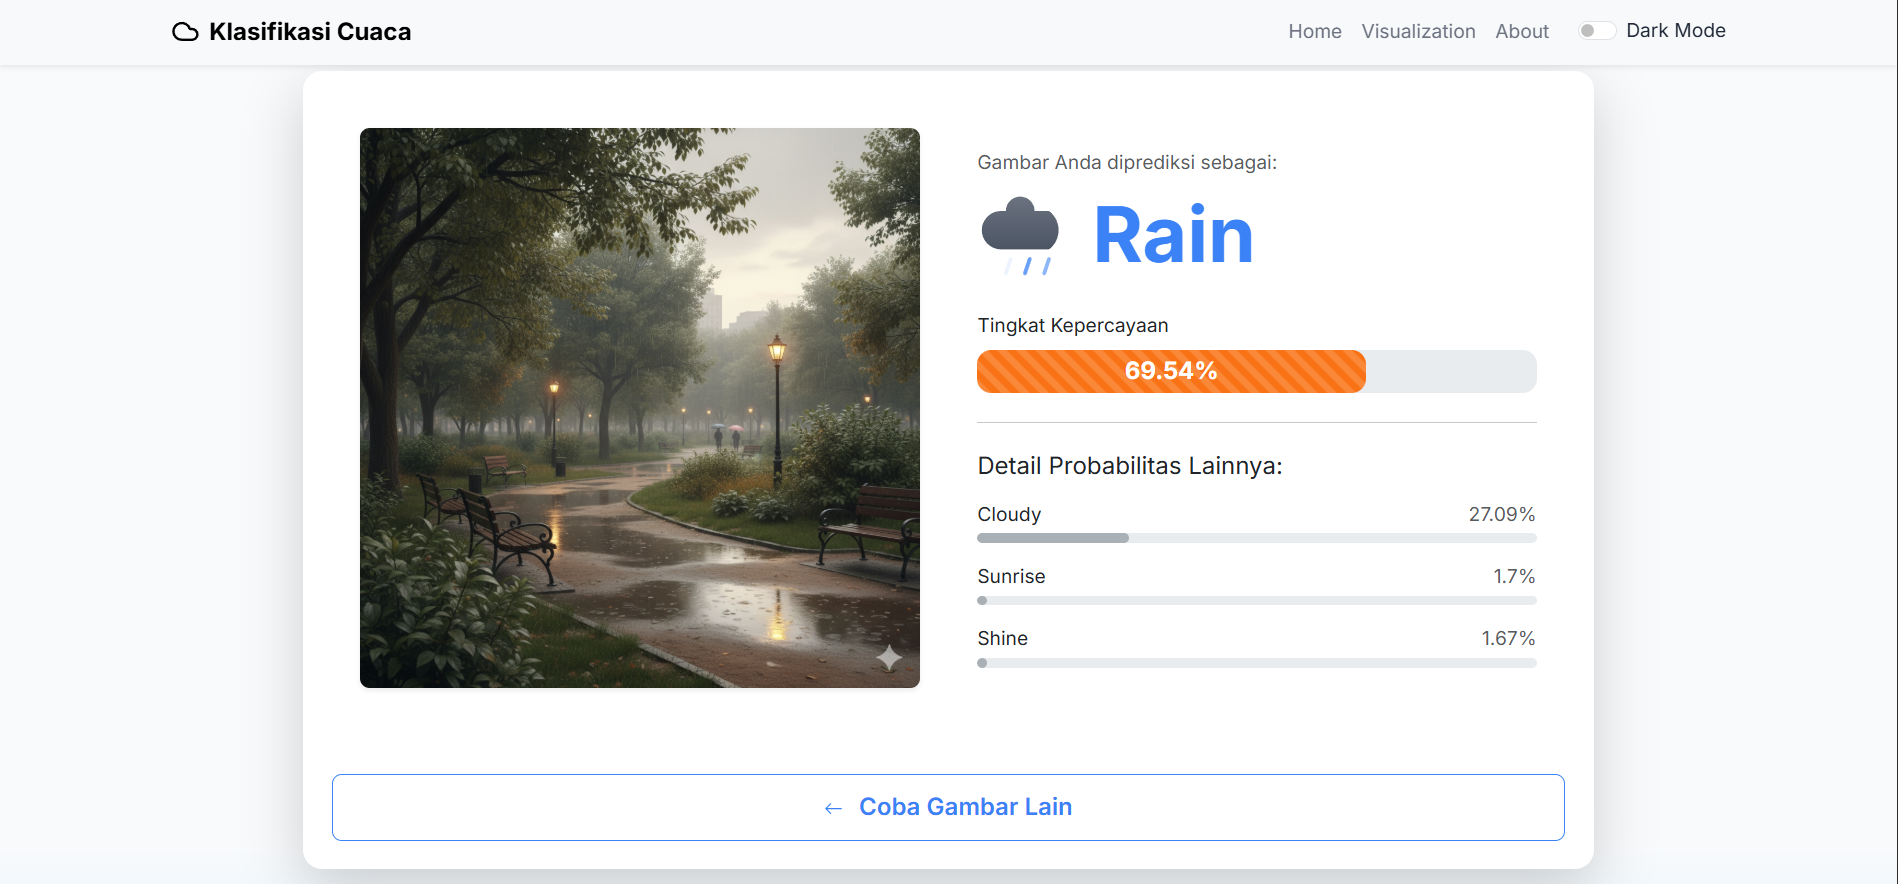 Klasifikasi Cuaca
Home Visualization About Dark Mode
Gambar Anda diprediksi sebagai:
Rain
Tingkat Kepercayaan
69.54%
Detail Probabilitas Lainnya:
Cloudy 27.09%
Sunrise 1.7%
Shine 1.67%
← Coba Gambar Lain